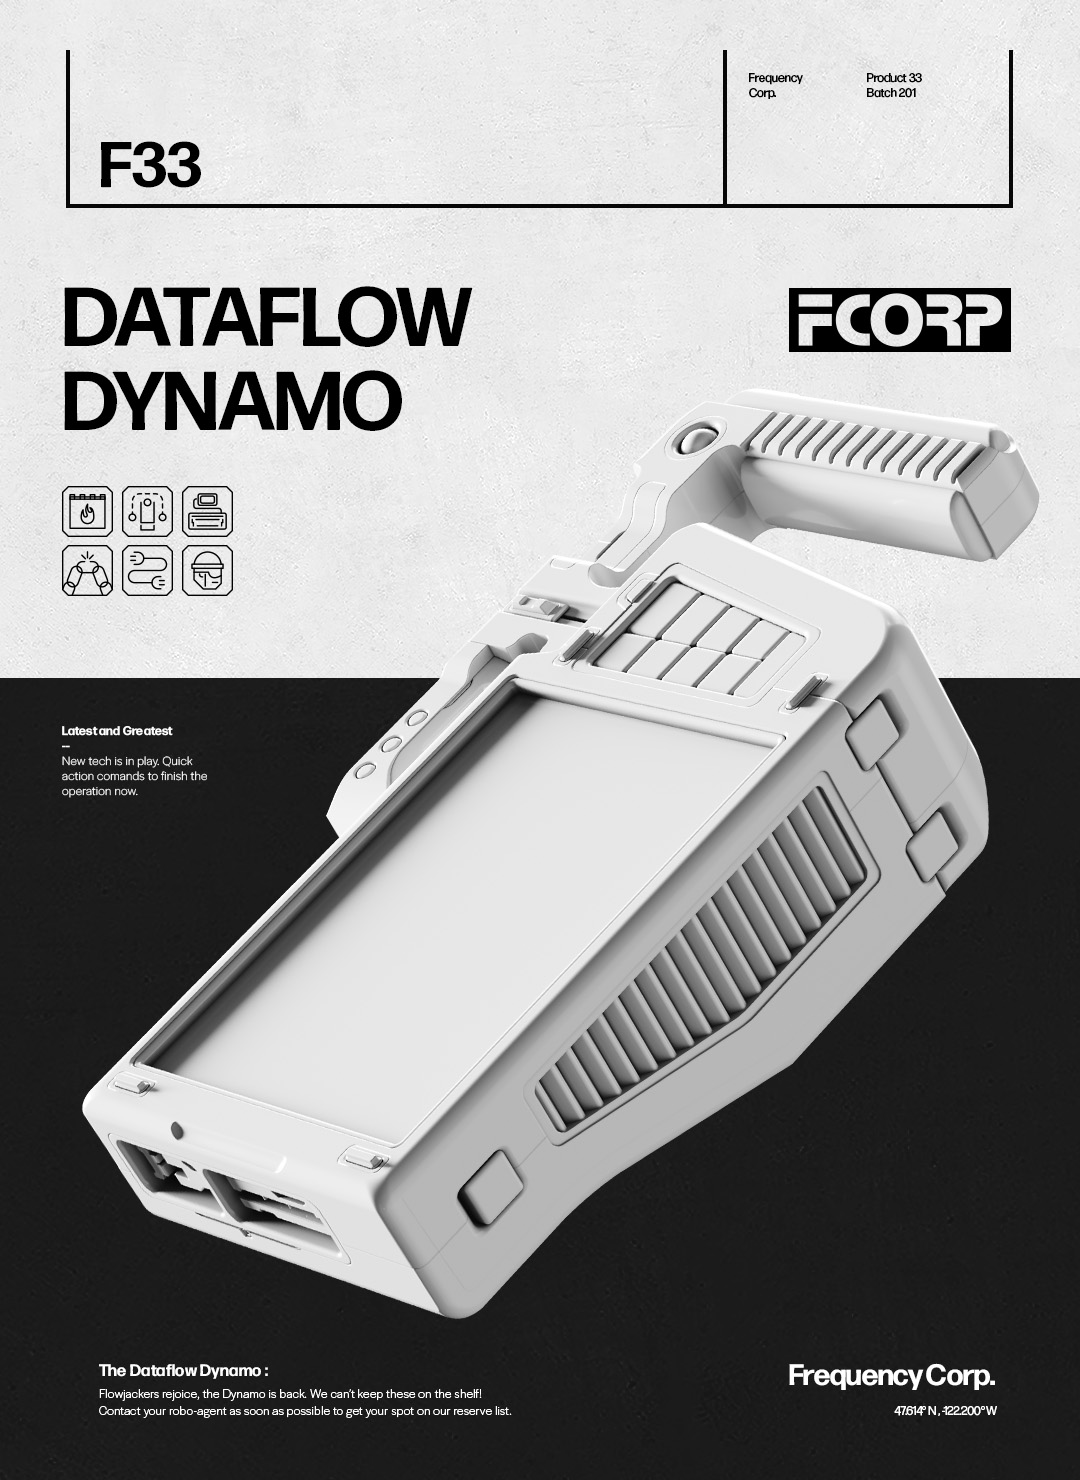 Frequency
Corp.
Product 33
Batch 201
F33
DATAFLOW
DYNAMO
FCORP
Latest and Greatest
--
New tech is in play. Quick
action comands to finish the
operation now.
The Dataflow Dynamo :
Flowjackers rejoice, the Dynamo is back. We can't keep these on the shelf!
Contact your robo-agent as soon as possible to get your spot on our reserve list.
Frequency Corp.
47.614° N , -122.200° W